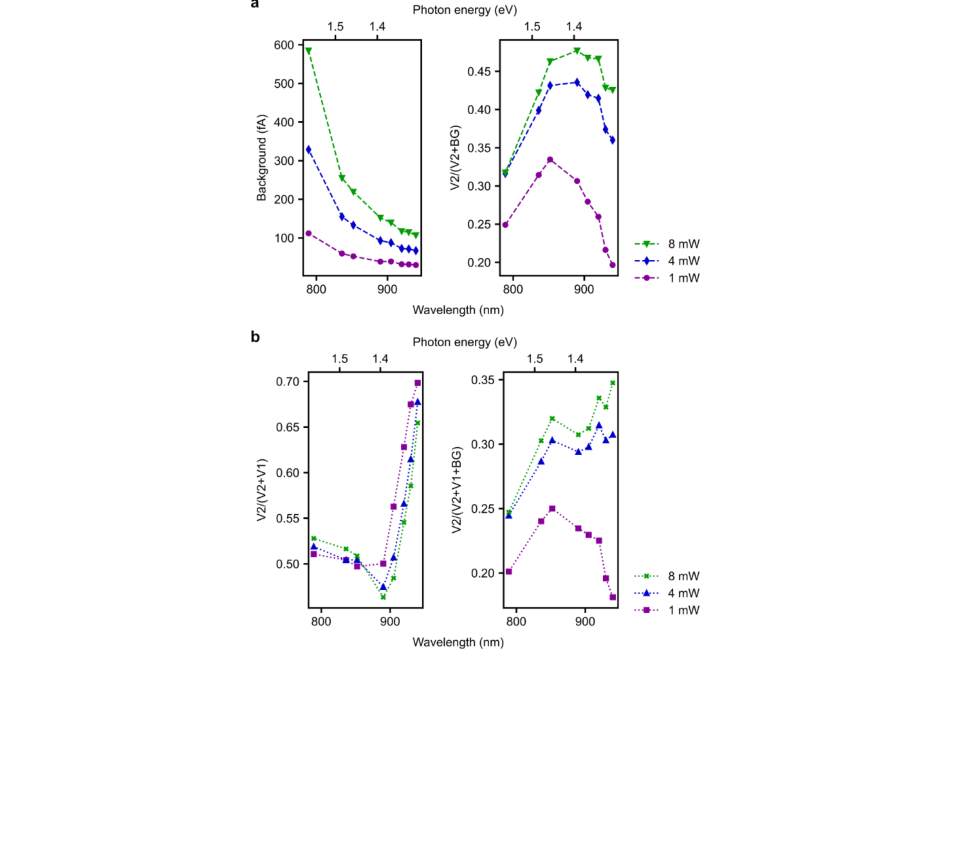 a
Photon energy (eV)
1.5 1.4 1.5 1.4
600
500
400
300
200
100
Background (fA)
800 900
0.45
0.40
0.35
0.30
0.25
0.20
V2/(V2+BG)
800 900
8 mW
4 mW
1 mW
Wavelength (nm)
b
Photon energy (eV)
1.5 1.4 1.5 1.4
0.70
0.65
0.60
0.55
0.50
V2/(V2+V1)
800 900
0.35
0.30
0.25
0.20
V2/(V2+V1+BG)
800 900
8 mW
4 mW
1 mW
Wavelength (nm)